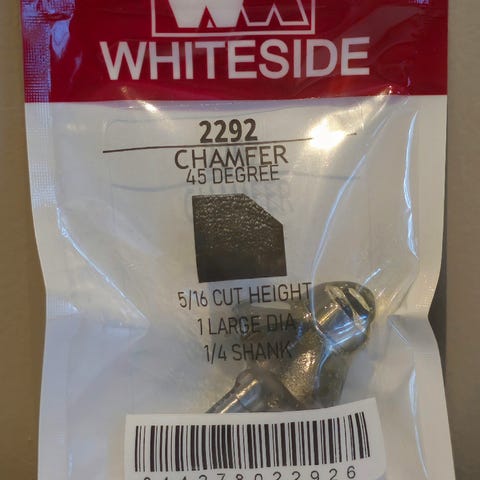 WHITESIDE
2292
CHAMFER
45 DEGREE
5/16 CUT HEIGHT
1 LARGE DIA
1/4 SHANK